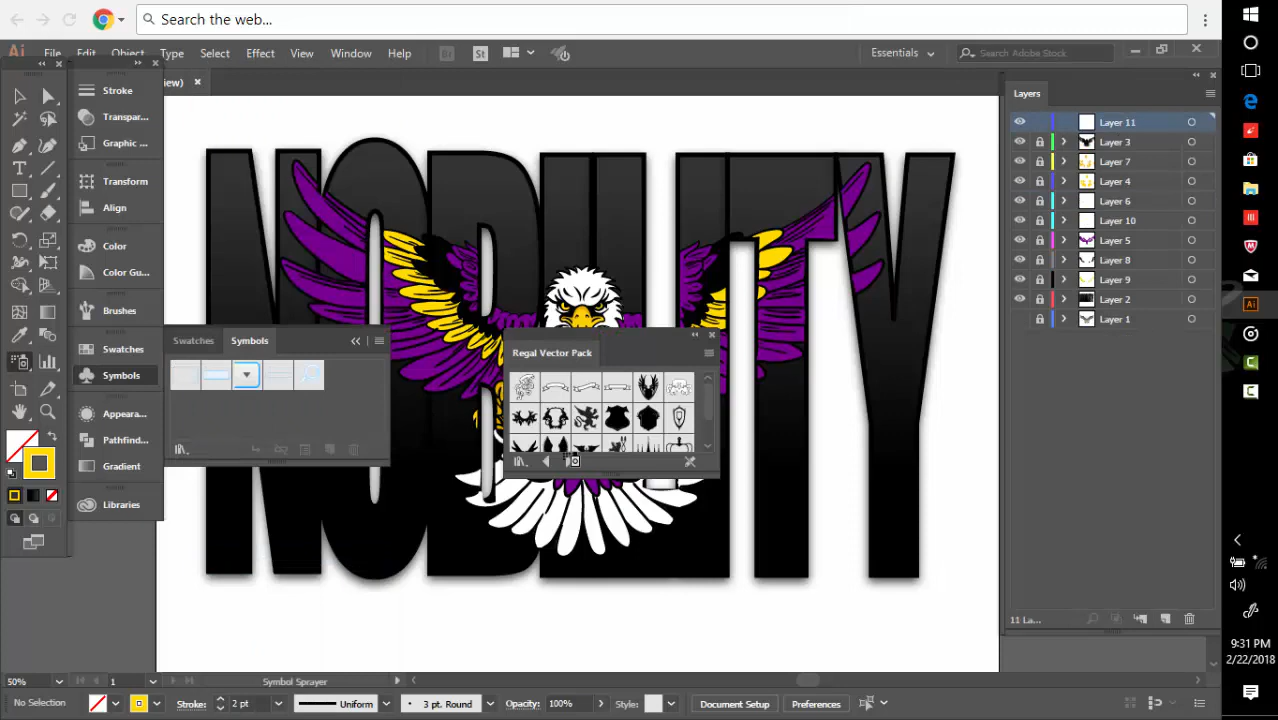 Search the web...
Ai File Edit Object Type Select Effect View Window Help
Br St
Essentials
Search Adobe Stock
iew) ×
Stroke
Transpar...
Graphic ...
Transform
Align
Color
Color Gu...
Brushes
Swatches
Symbols
Appeara...
Pathfind...
Gradient
Libraries
Swatches Symbols
Regal Vector Pack
Layers
Layer 11
Layer 3
Layer 7
Layer 4
Layer 6
Layer 10
Layer 5
Layer 8
Layer 9
Layer 2
Layer 1
11 La...
50% 1 Symbol Sprayer
No Selection Stroke: 2 pt Uniform 3 pt. Round Opacity: 100% Style: Document Setup Preferences
Ai
9:31 PM
2/22/2018